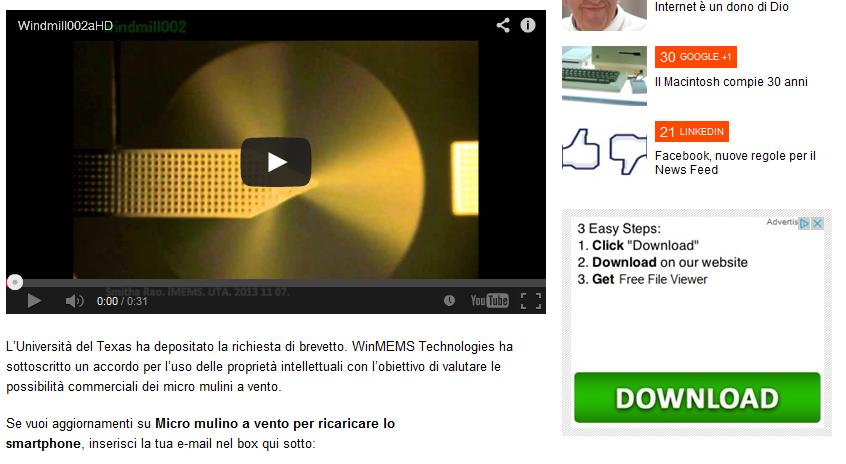 Windmill002aHD
windmill002
Smitha Rao. iMEMS. UTA. 2013 11 07.
0:00 / 0:31
YouTube
L'Università del Texas ha depositato la richiesta di brevetto. WinMEMS Technologies ha
sottoscritto un accordo per l'uso delle proprietà intellettuali con l'obiettivo di valutare le
possibilità commerciali dei micro mulini a vento.
Se vuoi aggiornamenti su Micro mulino a vento per ricaricare lo
smartphone, inserisci la tua e-mail nel box qui sotto:
Internet è un dono di Dio
30 GOOGLE +1
Il Macintosh compie 30 anni
21 LINKEDIN
Facebook, nuove regole per il
News Feed
Advertis
3 Easy Steps:
1. Click "Download"
2. Download on our website
3. Get Free File Viewer
DOWNLOAD